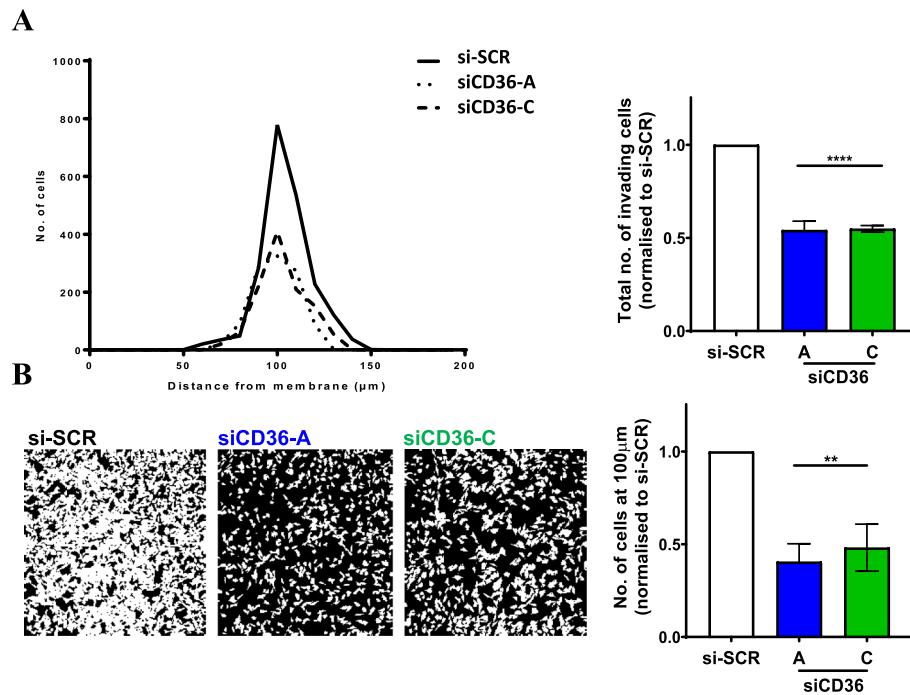 A
1000
800
600
400
200
0
No. of cells
0
50
100
150
200
Distance from membrane (µm)
si-SCR
siCD36-A
siCD36-C
Total no. of invading cells
(normalised to si-SCR)
1.0
0.5
0.0
****
si-SCR
A
C
siCD36
B
si-SCR
siCD36-A
siCD36-C
No. of cells at 100µm
(normalised to si-SCR)
1.0
0.5
0.0
**
si-SCR
A
C
siCD36